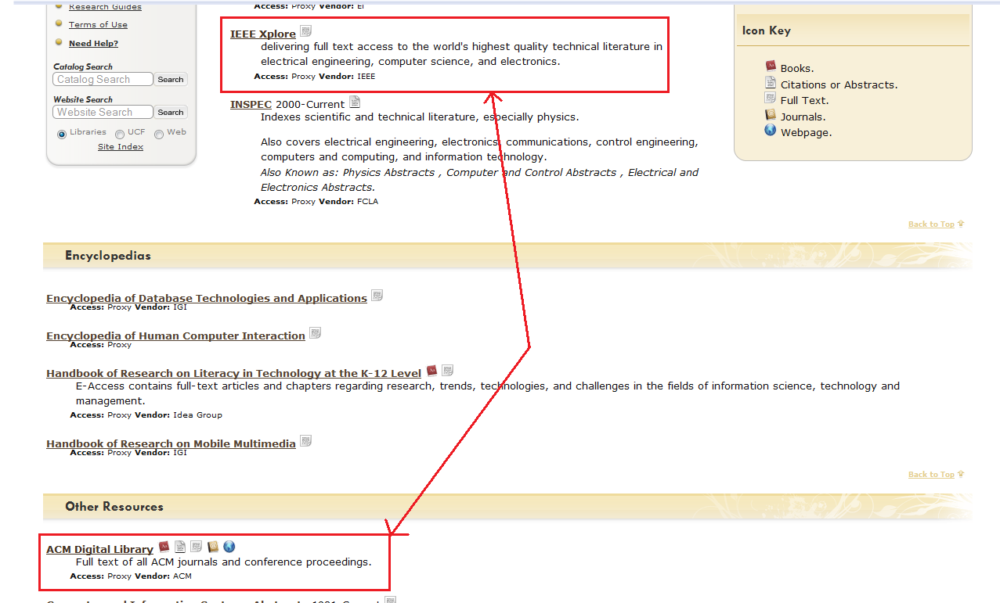 Research Guides
Terms of Use
Need Help?
Catalog Search
Catalog Search Search
Website Search
Website Search Search
Libraries UCF Web
Site Index
Access: Proxy Vendor: EI
IEEE Xplore
delivering full text access to the world's highest quality technical literature in
electrical engineering, computer science, and electronics.
Access: Proxy Vendor: IEEE
INSPEC 2000-Current
Indexes scientific and technical literature, especially physics.
Also covers electrical engineering, electronics, communications, control engineering,
computers and computing, and information technology.
Also Known as: Physics Abstracts , Computer and Control Abstracts , Electrical and
Electronics Abstracts.
Access: Proxy Vendor: FCLA
Icon Key
Books.
Citations or Abstracts.
Full Text.
Journals.
Webpage.
Back to Top
Encyclopedias
Encyclopedia of Database Technologies and Applications
Access: Proxy Vendor: IGI
Encyclopedia of Human Computer Interaction
Access: Proxy
Handbook of Research on Literacy in Technology at the K-12 Level
E-Access contains full-text articles and chapters regarding research, trends, technologies, and challenges in the fields of information science, technology and
management.
Access: Proxy Vendor: Idea Group
Handbook of Research on Mobile Multimedia
Access: Proxy Vendor: IGI
Back to Top
Other Resources
ACM Digital Library
Full text of all ACM journals and conference proceedings.
Access: Proxy Vendor: ACM